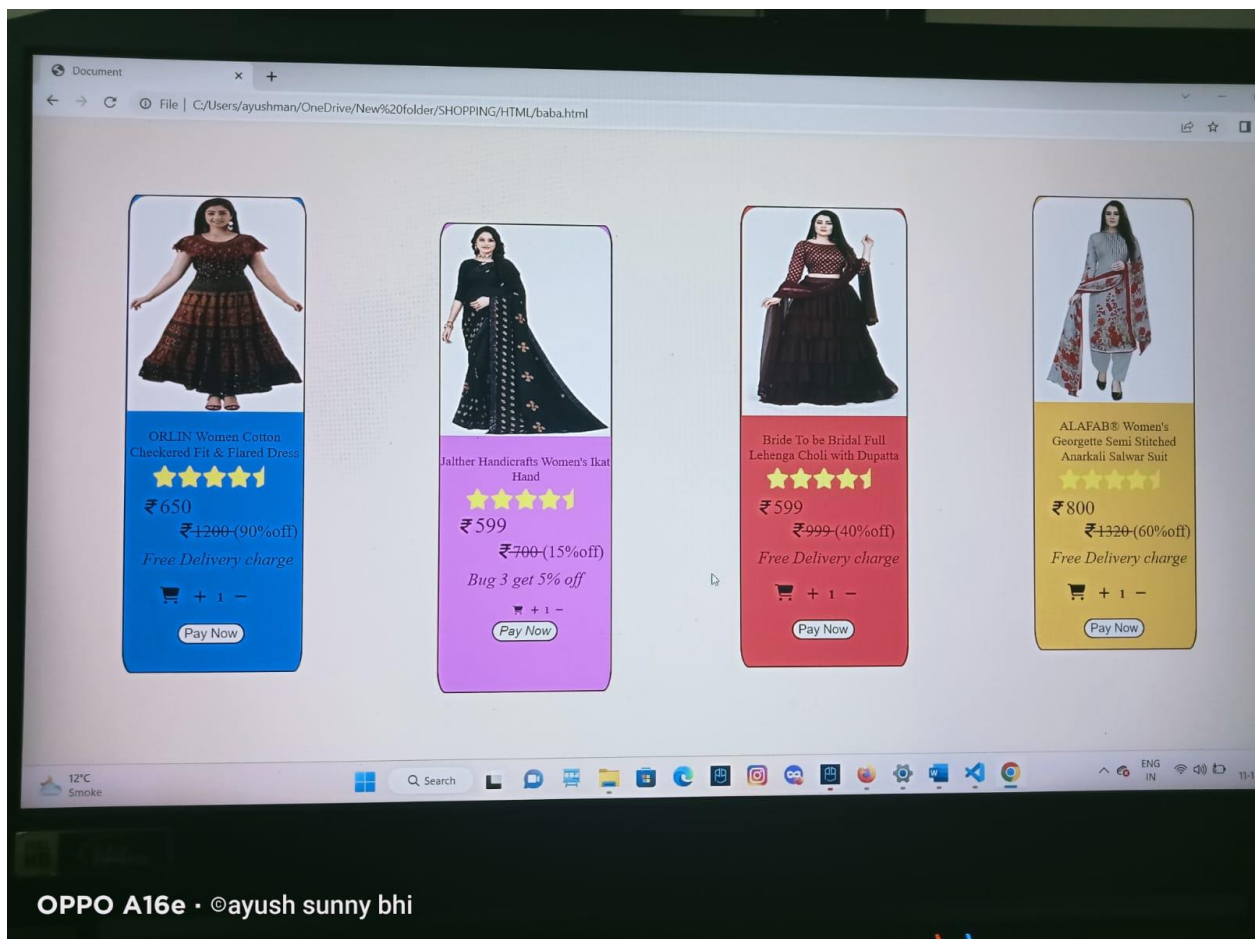 Document
File | C:/Users/ayushman/OneDrive/New%20folder/SHOPPING/HTML/baba.html
ORLIN Women Cotton
Checkered Fit & Flared Dress
₹650
₹1200 (90%off)
Free Delivery charge
+ 1 −
Pay Now
Jalther Handicrafts Women's Ikat
Hand
₹599
₹700 (15%off)
Bug 3 get 5% off
+ 1 −
Pay Now
Bride To be Bridal Full
Lehenga Choli with Dupatta
₹599
₹999 (40%off)
Free Delivery charge
+ 1 −
Pay Now
ALAFAB® Women's
Georgette Semi Stitched
Anarkali Salwar Suit
₹800
₹1320 (60%off)
Free Delivery charge
+ 1 −
Pay Now
12°C
Smoke
Search
ENG
IN
OPPO A16e · ©ayush sunny bhi